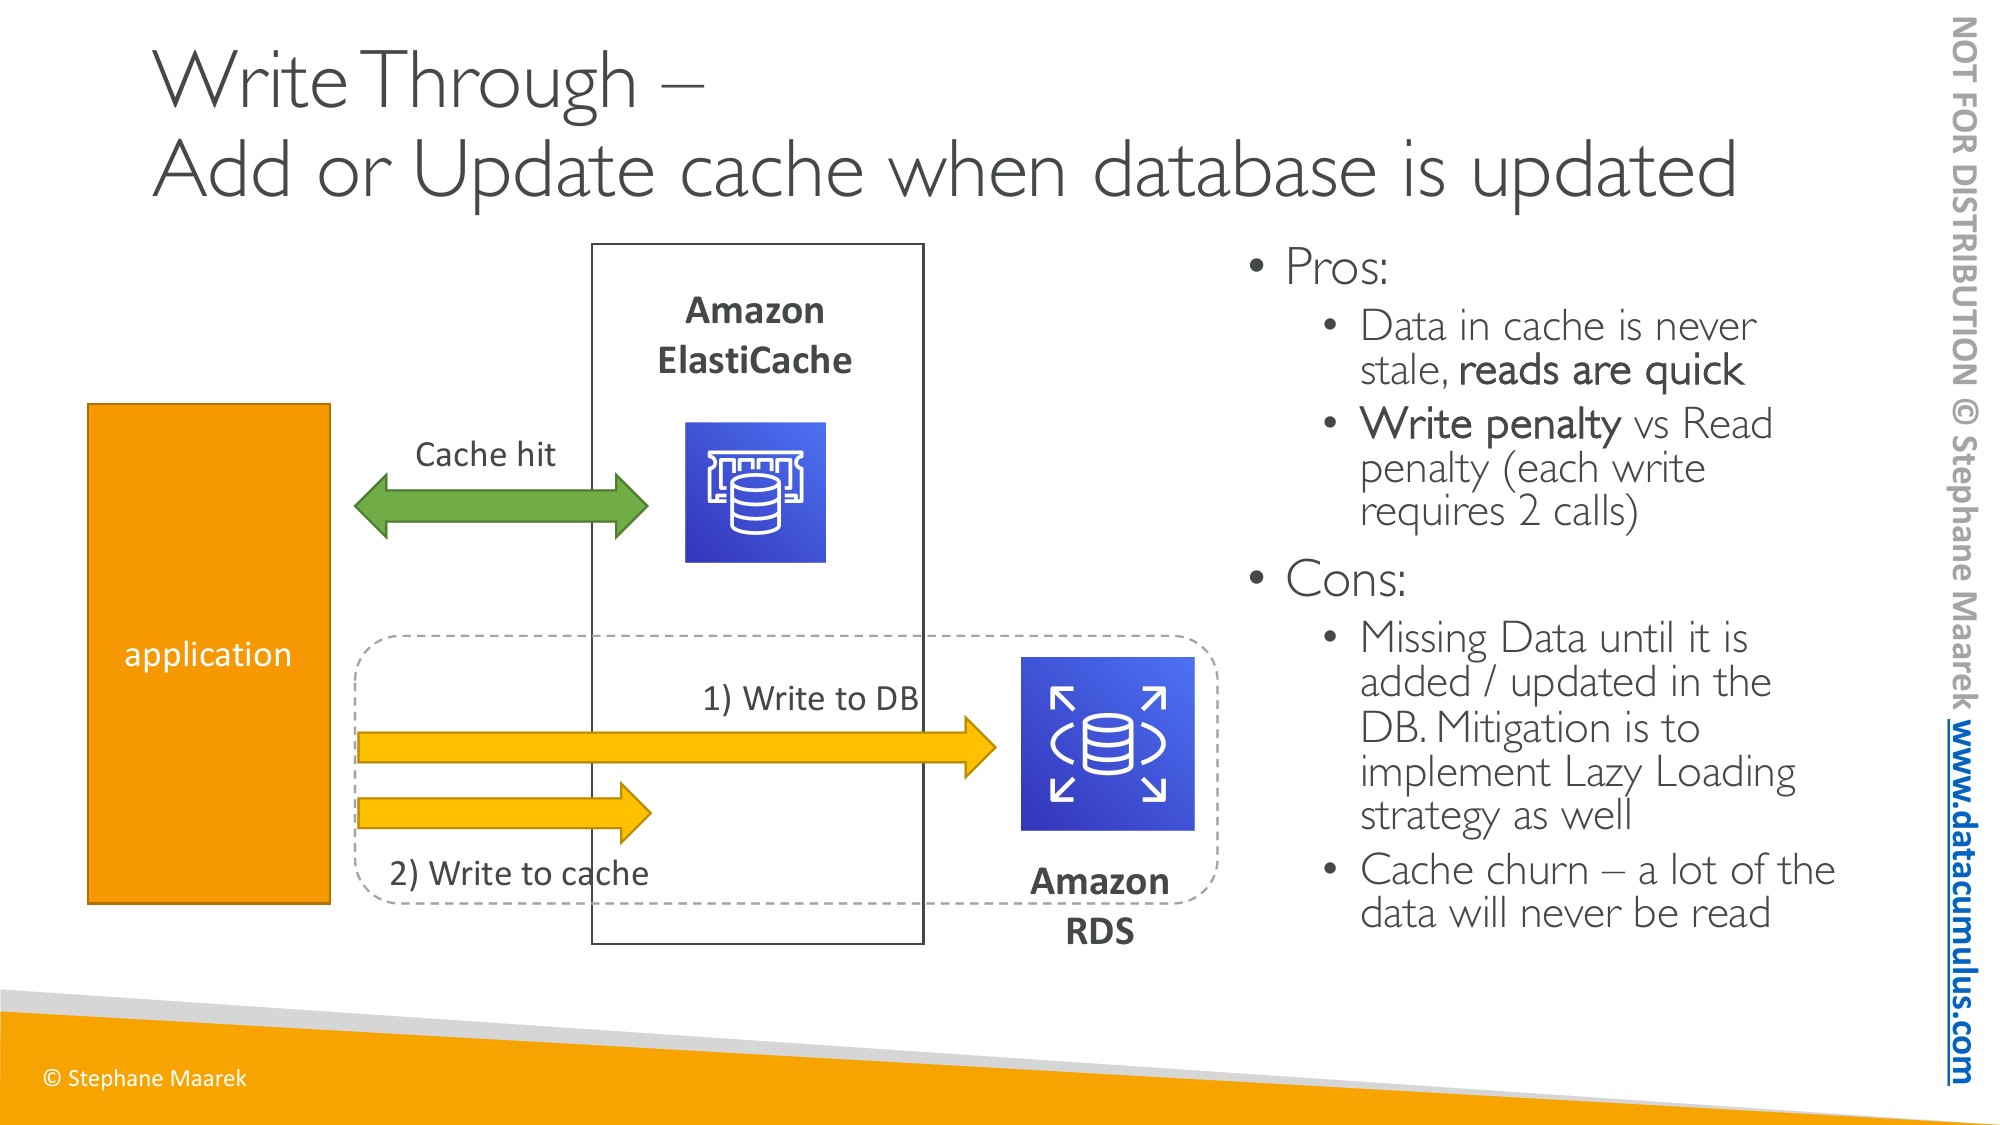 Write Through –
Add or Update cache when database is updated
Amazon
ElastiCache
Cache hit
application
1) Write to DB
2) Write to cache
Amazon
RDS
• Pros:
• Data in cache is never
stale, reads are quick
• Write penalty vs Read
penalty (each write
requires 2 calls)
• Cons:
• Missing Data until it is
added / updated in the
DB. Mitigation is to
implement Lazy Loading
strategy as well
• Cache churn – a lot of the
data will never be read
© Stephane Maarek
NOT FOR DISTRIBUTION © Stephane Maarek www.datacumulus.com